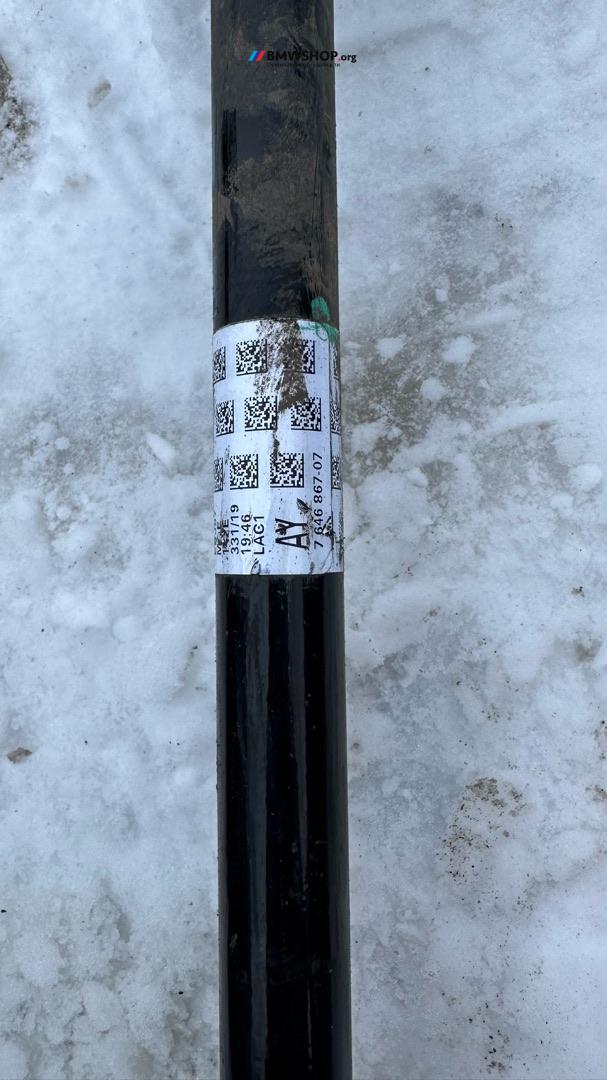 BMWSHOP.org
331/19
19:46
LAC1
AY
7 646 867-07